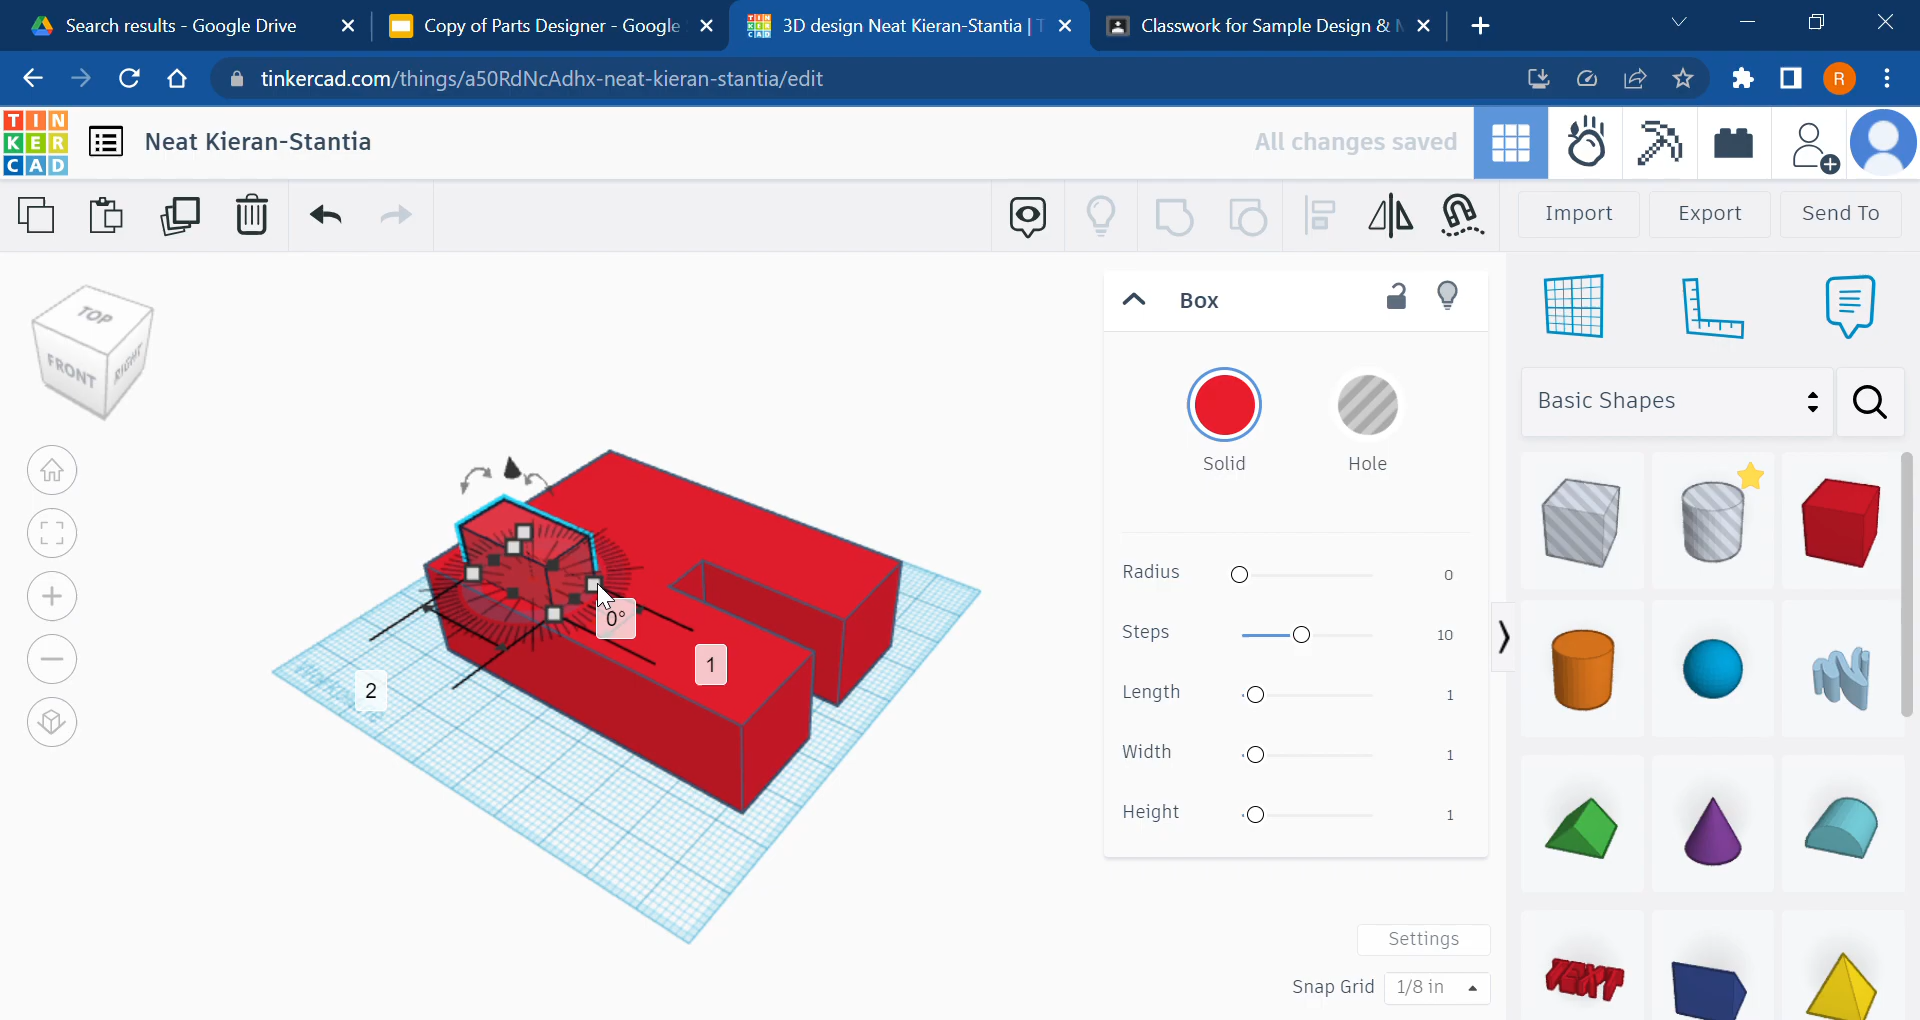 Search results - Google Drive
Copy of Parts Designer - Google
3D design Neat Kieran-Stantia |
Classwork for Sample Design &
tinkercad.com/things/a50RdNcAdhx-neat-kieran-stantia/edit
R
TIN
KER
CAD
Neat Kieran-Stantia
All changes saved
Import
Export
Send To
TOP
FRONT
RIGHT
Box
Solid
Hole
Radius
0
Steps
10
Length
1
Width
1
Height
1
0°
1
2
Settings
Snap Grid
1/8 in
Basic Shapes
TEXT